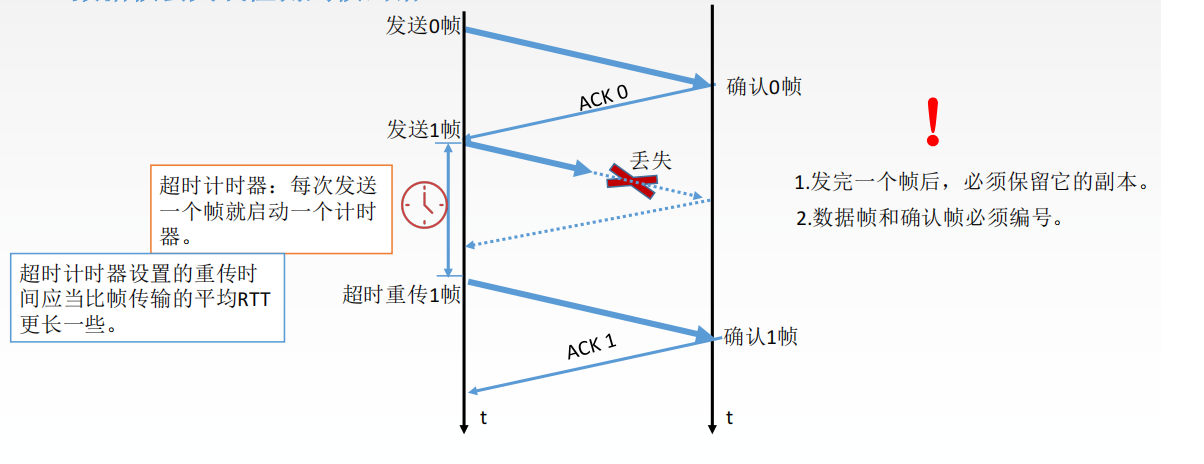 发送0帧
ACK 0
确认0帧
发送1帧
丢失
超时计时器：每次发送
一个帧就启动一个计时
器。
超时计时器设置的重传时
间应当比帧传输的平均RTT
更长一些。
超时重传1帧
ACK 1
确认1帧
t
t
!
1.发完一个帧后，必须保留它的副本。
2.数据帧和确认帧必须编号。